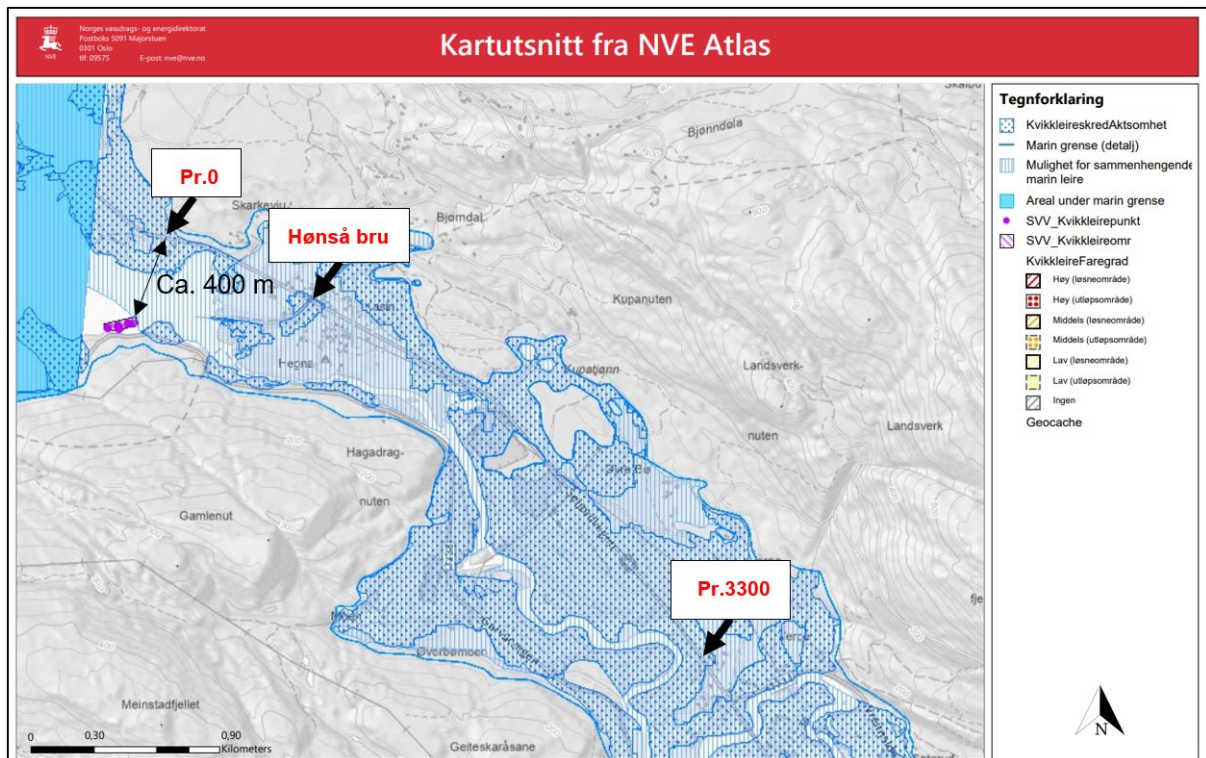 Norges vassdrags- og energidirektorat
Postboks 5091 Majorstuen
0301 Oslo
tlf: 09575 E-post: nve@nve.no
NVE
Kartutsnitt fra NVE Atlas
Bjønndøla
Pr.0
Skarkevju
Bjørndal
Hønså bru
Ca. 400 m
Kupanuten
Hegna
Kupatjønn
Landsverk-
nuten
Landsverk
Hagadrag-
nuten
Gamlenut
Seljordvegen
Pr.3300
Øverbømoen
Meinstadfjellet
Geiteskaråsane
0 0,30 0,90
Kilometers
N
Tegnforklaring
KvikkleireskredAktsomhet
Marin grense (detalj)
Mulighet for sammenhengende
marin leire
Areal under marin grense
SVV_Kvikkleirepunkt
SVV_Kvikkleireomr
KvikkleireFaregrad
Høy (løsneområde)
Høy (utløpsområde)
Middels (løsneområde)
Middels (utløpsområde)
Lav (løsneområde)
Lav (utløpsområde)
Ingen
Geocache